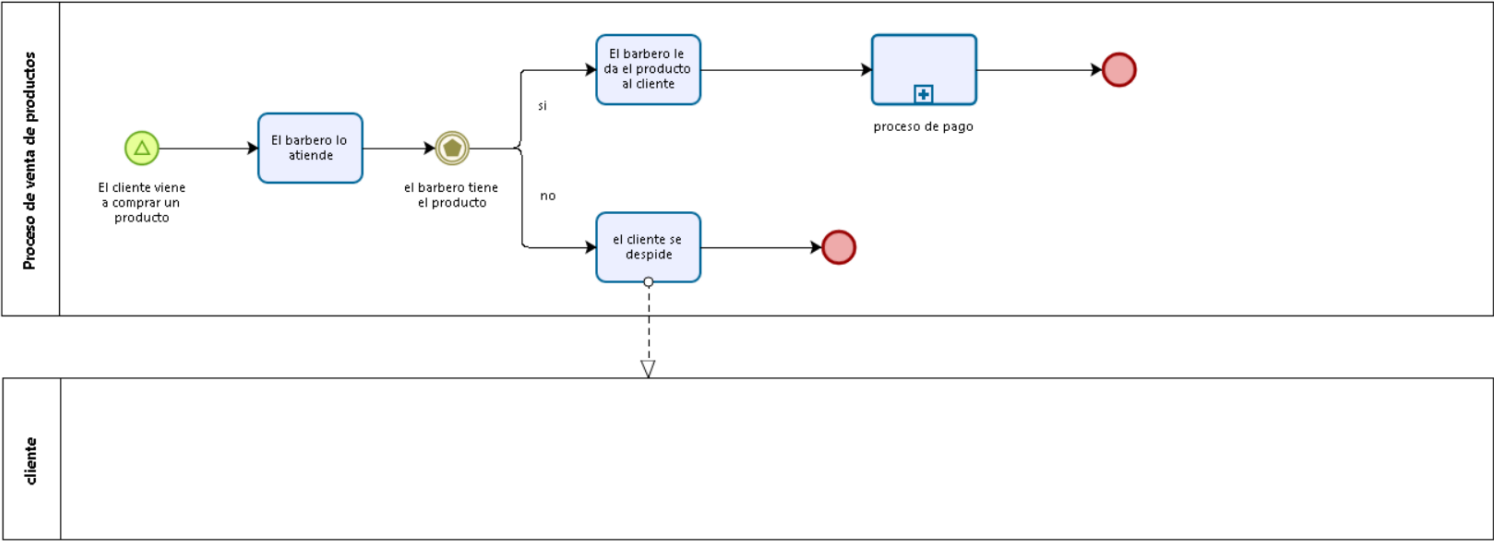 Proceso de venta de productos
El cliente viene
a comprar un
producto
El barbero lo
atiende
el barbero tiene
el producto
si
no
El barbero le
da el producto
al cliente
proceso de pago
el cliente se
despide
cliente